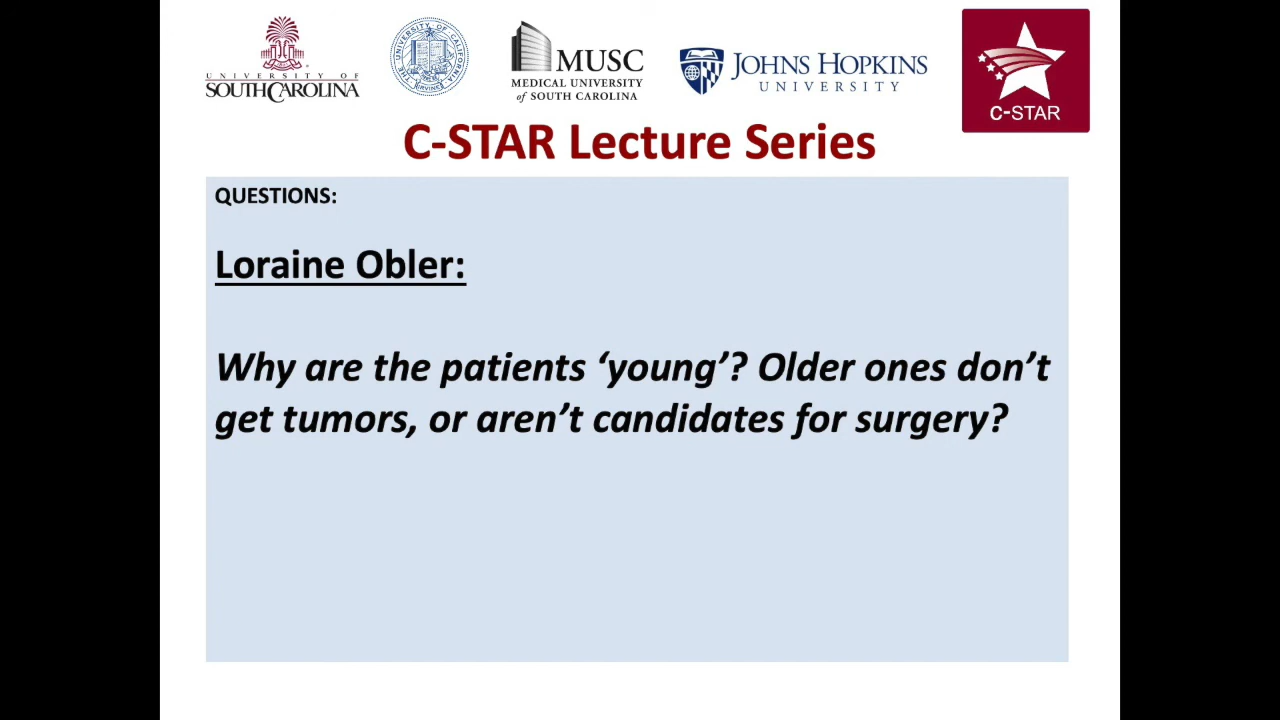 UNIVERSITY OF
SOUTH CAROLINA
MUSC
MEDICAL UNIVERSITY
of SOUTH CAROLINA
JOHNS HOPKINS
UNIVERSITY
C-STAR
C-STAR Lecture Series
QUESTIONS:
Loraine Obler:
Why are the patients ‘young’? Older ones don’t
get tumors, or aren’t candidates for surgery?